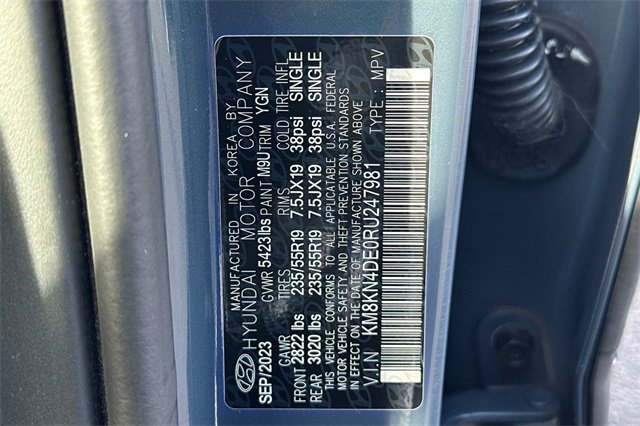 MANUFACTURED IN KOREA BY
HYUNDAI MOTOR COMPANY
SEP/2023 GVWR 5423lbs PAINT M9U TRIM YGN
GAWR TIRES RIMS COLD TIRE INFL
FRONT 2822 lbs 235/55R19 7.5JX19 38psi SINGLE
REAR 3020 lbs 235/55R19 7.5JX19 38psi SINGLE
THIS VEHICLE CONFORMS TO ALL APPLICABLE U.S.A. FEDERAL
MOTOR VEHICLE SAFETY AND THEFT PREVENTION STANDARDS
IN EFFECT ON THE DATE OF MANUFACTURE SHOWN ABOVE
V.I.N KM8KN4DE0RU247981 TYPE : MPV